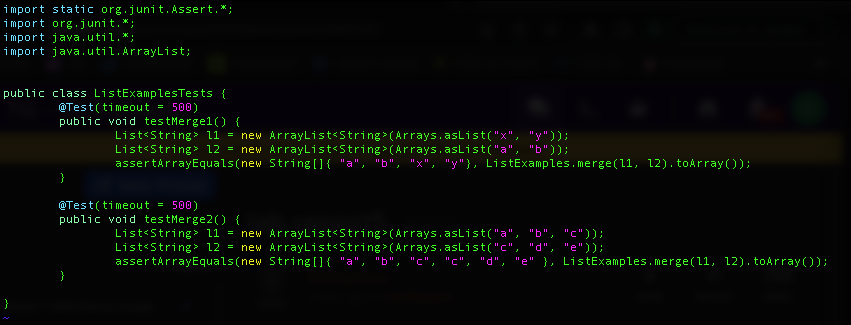 import static org.junit.Assert.*;
import org.junit.*;
import java.util.*;
import java.util.ArrayList;
public class ListExamplesTests {
@Test(timeout = 500)
public void testMerge1() {
List<String> l1 = new ArrayList<String>(Arrays.asList("x", "y"));
List<String> l2 = new ArrayList<String>(Arrays.asList("a", "b"));
assertArrayEquals(new String[]{ "a", "b", "x", "y"}, ListExamples.merge(l1, l2).toArray());
}
@Test(timeout = 500)
public void testMerge2() {
List<String> l1 = new ArrayList<String>(Arrays.asList("a", "b", "c"));
List<String> l2 = new ArrayList<String>(Arrays.asList("c", "d", "e"));
assertArrayEquals(new String[]{ "a", "b", "c", "c", "d", "e" }, ListExamples.merge(l1, l2).toArray());
}
}
~